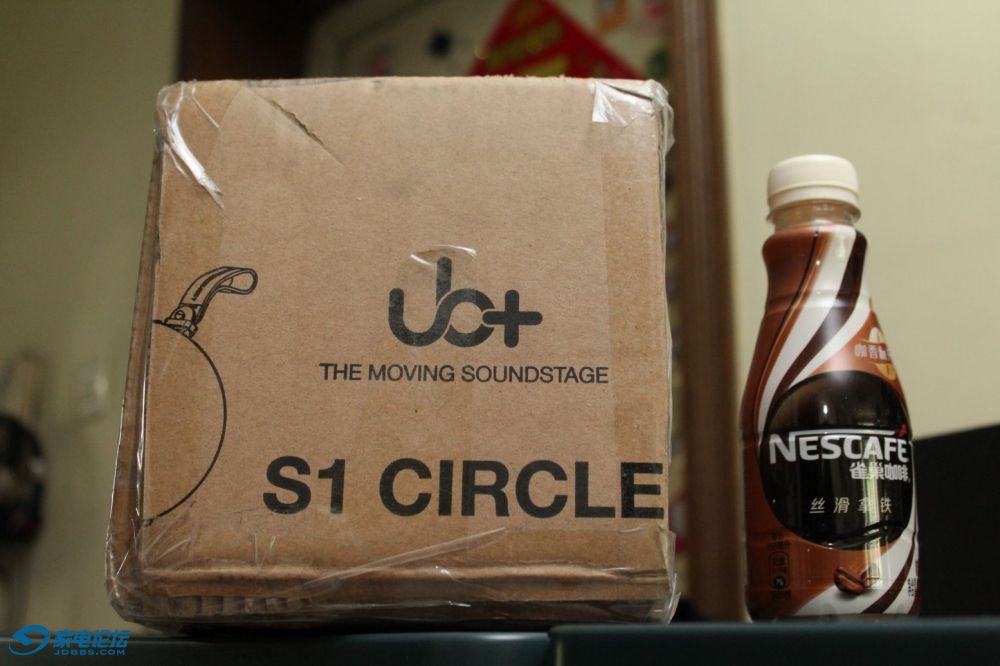 ub+
THE MOVING SOUNDSTAGE
S1 CIRCLE
NESCAFÉ
雀巢咖啡
丝滑拿铁
家电论坛
JDBBS.COM